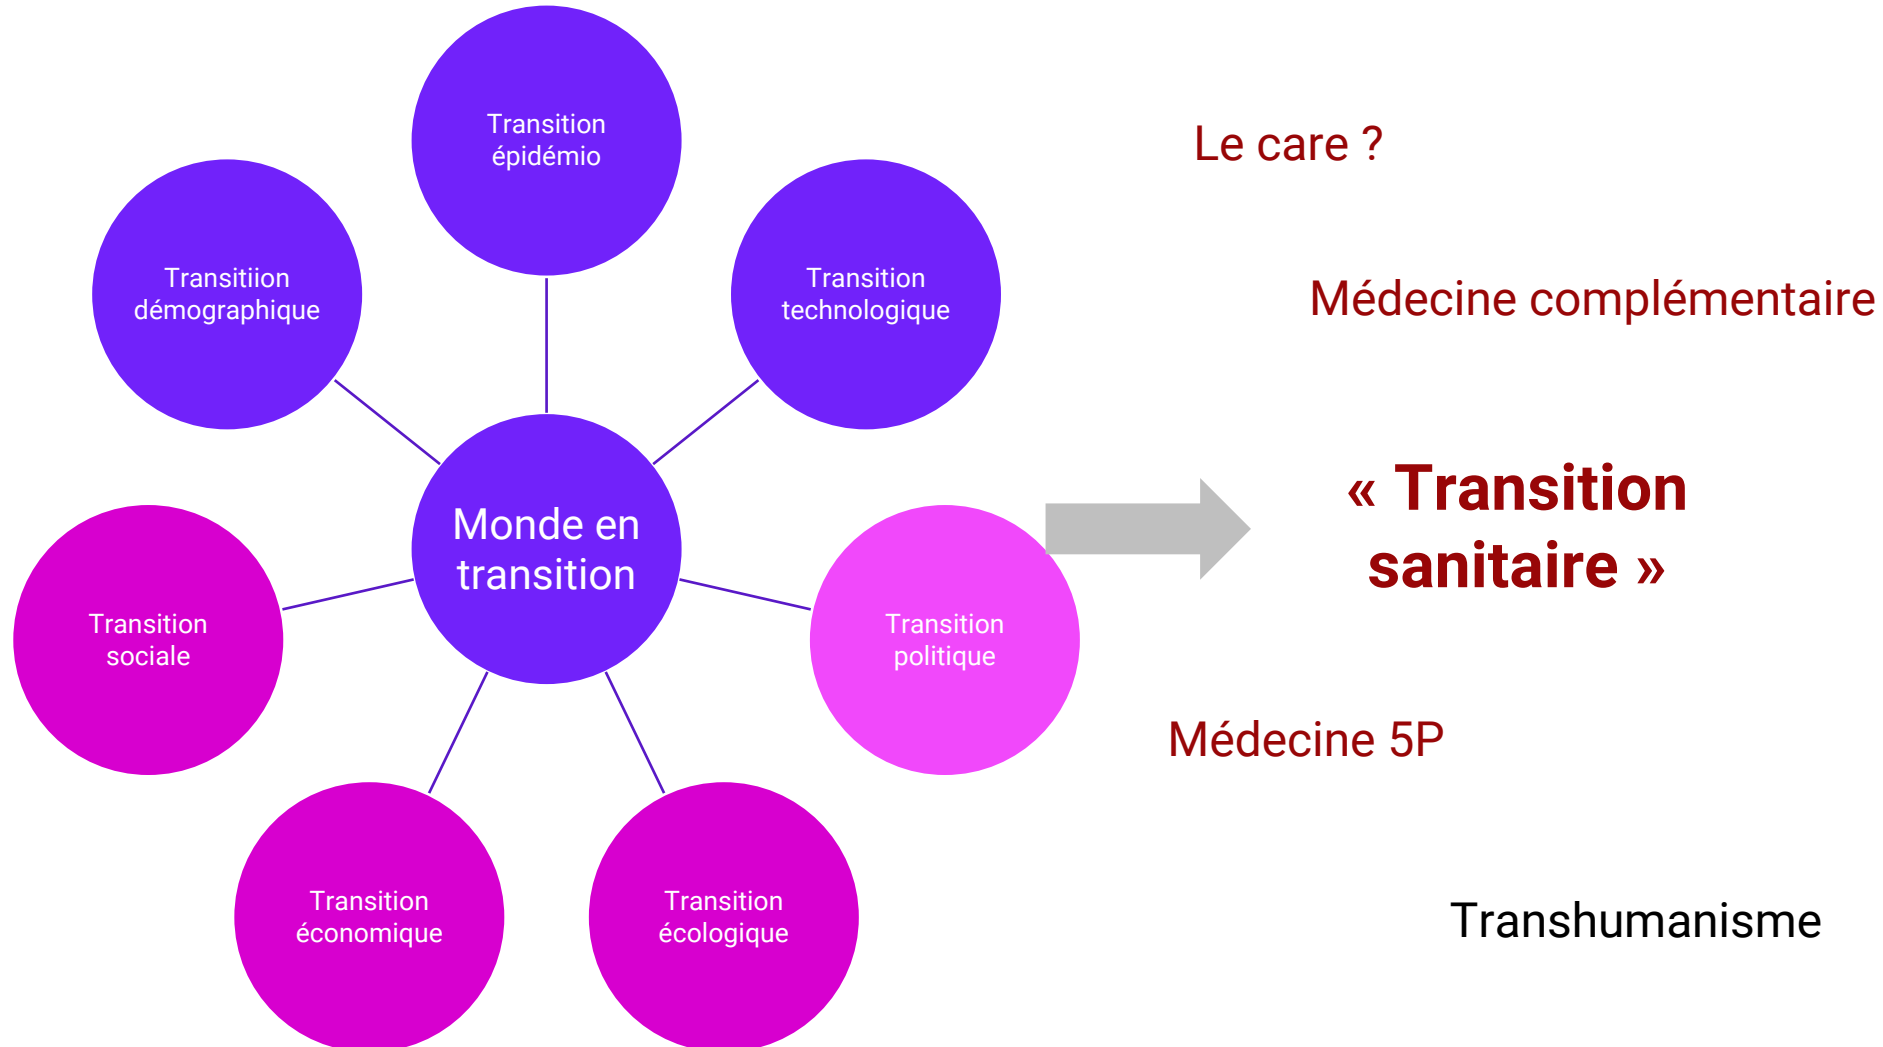 Transition
épidémio
Transitiion
démographique
Transition
technologique
Monde en
transition
Transition
sociale
Transition
politique
Transition
économique
Transition
écologique
Le care ?
Médecine complémentaire
« Transition
sanitaire »
Médecine 5P
Transhumanisme